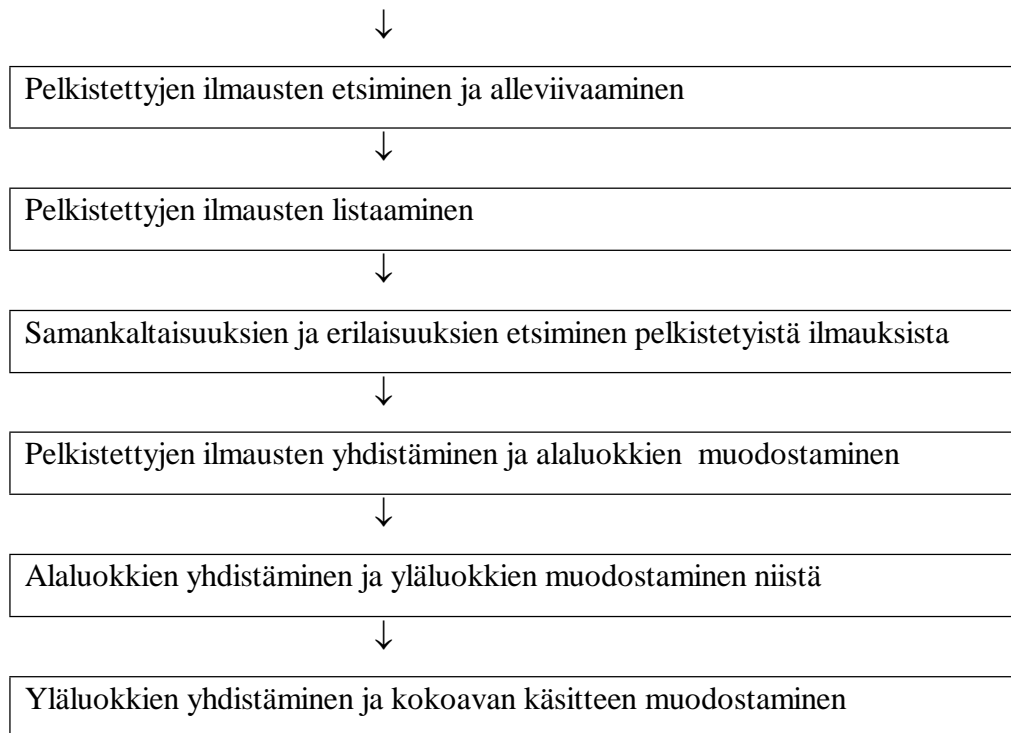 ↓
Pelkistettyjen ilmausten etsiminen ja alleviivaaminen
↓
Pelkistettyjen ilmausten listaaminen
↓
Samankaltaisuuksien ja erilaisuuksien etsiminen pelkistetyistä ilmauksista
↓
Pelkistettyjen ilmausten yhdistäminen ja alaluokkien  muodostaminen
↓
Alaluokkien yhdistäminen ja yläluokkien muodostaminen niistä
↓
Yläluokkien yhdistäminen ja kokoavan käsitteen muodostaminen